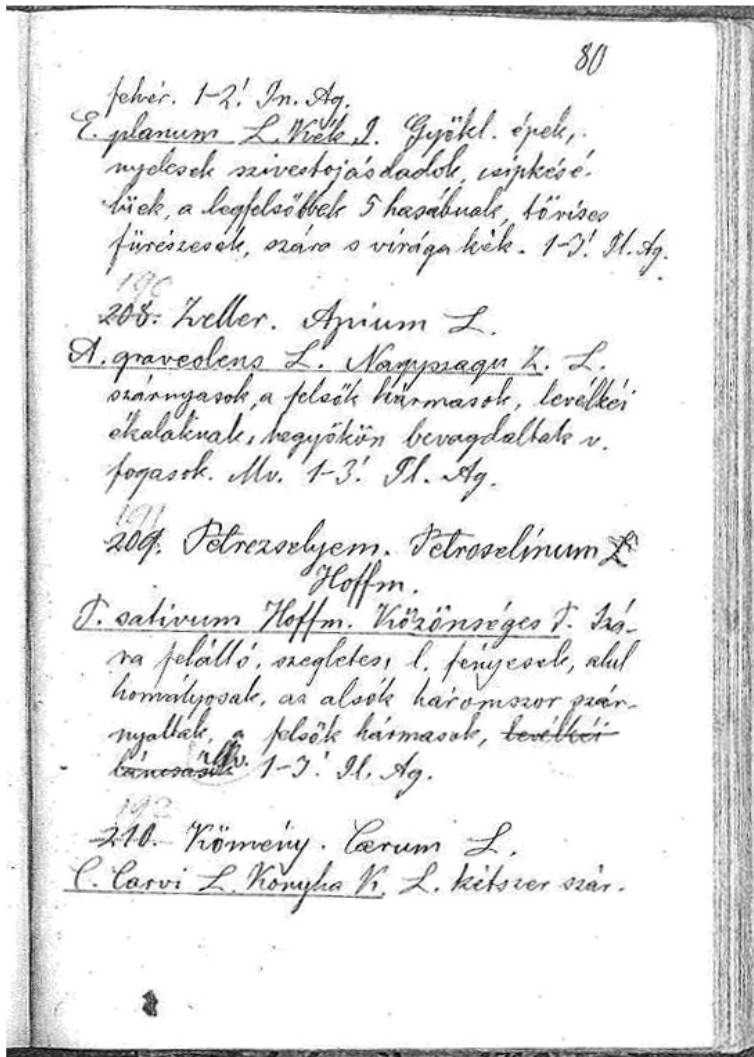 80
fehér. 1-2! Jn. Ag.
E. planum L. Kék I. Gyökl. épek,
nyelesek szivestojásdadok, csipkésé-
lüek, a legfelsőbbek 5 hasábuak, tövises
fürészesek, szára s virága kék. 1-3! Jl. Ag.
190
208. Zeller. Apium L.
A. graveolens L. Nagyszagu Z. L.
szárnyasok, a felsők hármasok, levélkéi
ékalakuak, hegyökön bevagdaltak v.
fogasok. Mv. 1-3! Jl. Ag.
191
209. Petrezselyem. Petroselinum L
Hoffm.
P. sativum Hoffm. Közönséges P. Szá-
ra felálló, szegletes, l. fényesek, alul
homályosak, az alsók háromszor szár-
nyaltak, a felsők hármasok, levélkéi
láncsásak Mv. 1-3! Jl. Ag.
192
210. Kömény. Carum L.
C. Carvi L. Konyha K. L. kétszer szár-